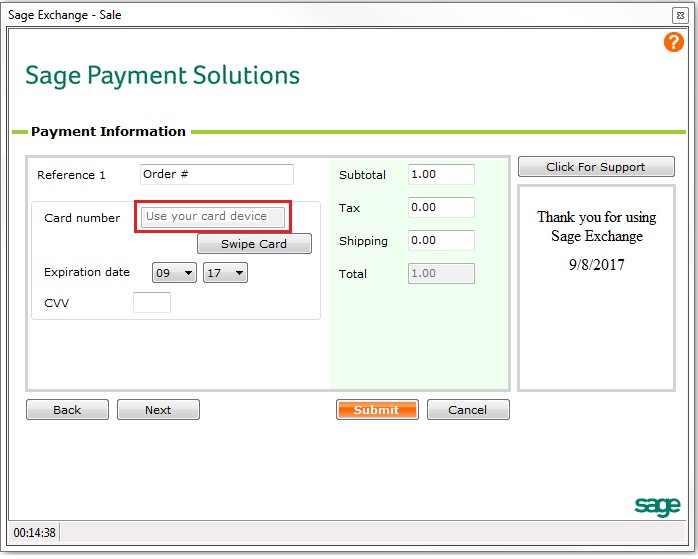 Sage Exchange - Sale
?
Sage Payment Solutions
Payment Information
Reference 1 Order #
Card number Use your card device
Swipe Card
Expiration date 09 17
CVV
Subtotal 1.00
Tax 0.00
Shipping 0.00
Total 1.00
Click For Support
Thank you for using
Sage Exchange
9/8/2017
Back Next Submit Cancel
sage
00:14:38